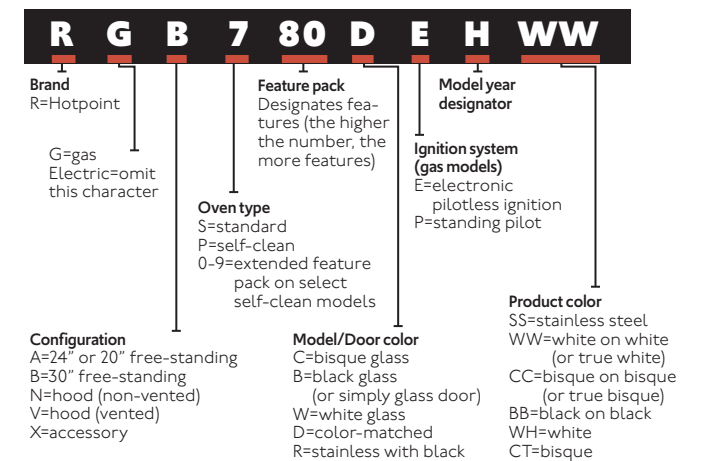 R G B 7 80 D E H WW
Brand
R=Hotpoint
G=gas
Electric=omit
this character
Configuration
A=24” or 20” free-standing
B=30” free-standing
N=hood (non-vented)
V=hood (vented)
X=accessory
Oven type
S=standard
P=self-clean
0-9=extended feature
pack on select
self-clean models
Feature pack
Designates fea-
tures (the higher
the number, the
more features)
Model/Door color
C=bisque glass
B=black glass
(or simply glass door)
W=white glass
D=color-matched
R=stainless with black
Ignition system
(gas models)
E=electronic
pilotless ignition
P=standing pilot
Model year
designator
Product color
SS=stainless steel
WW=white on white
(or true white)
CC=bisque on bisque
(or true bisque)
BB=black on black
WH=white
CT=bisque